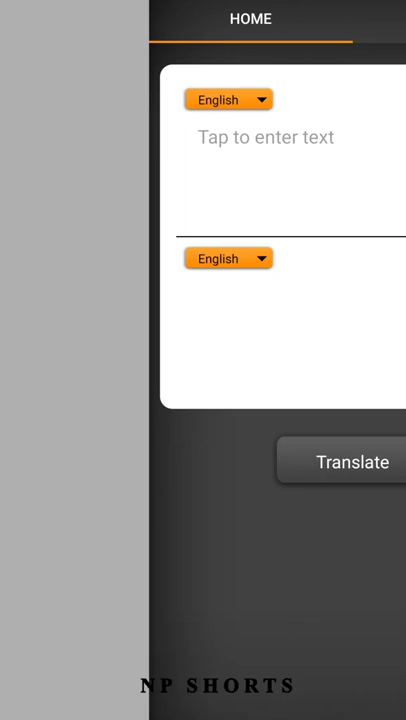 HOME
English
Tap to enter text
English
Translate
NP SHORTS